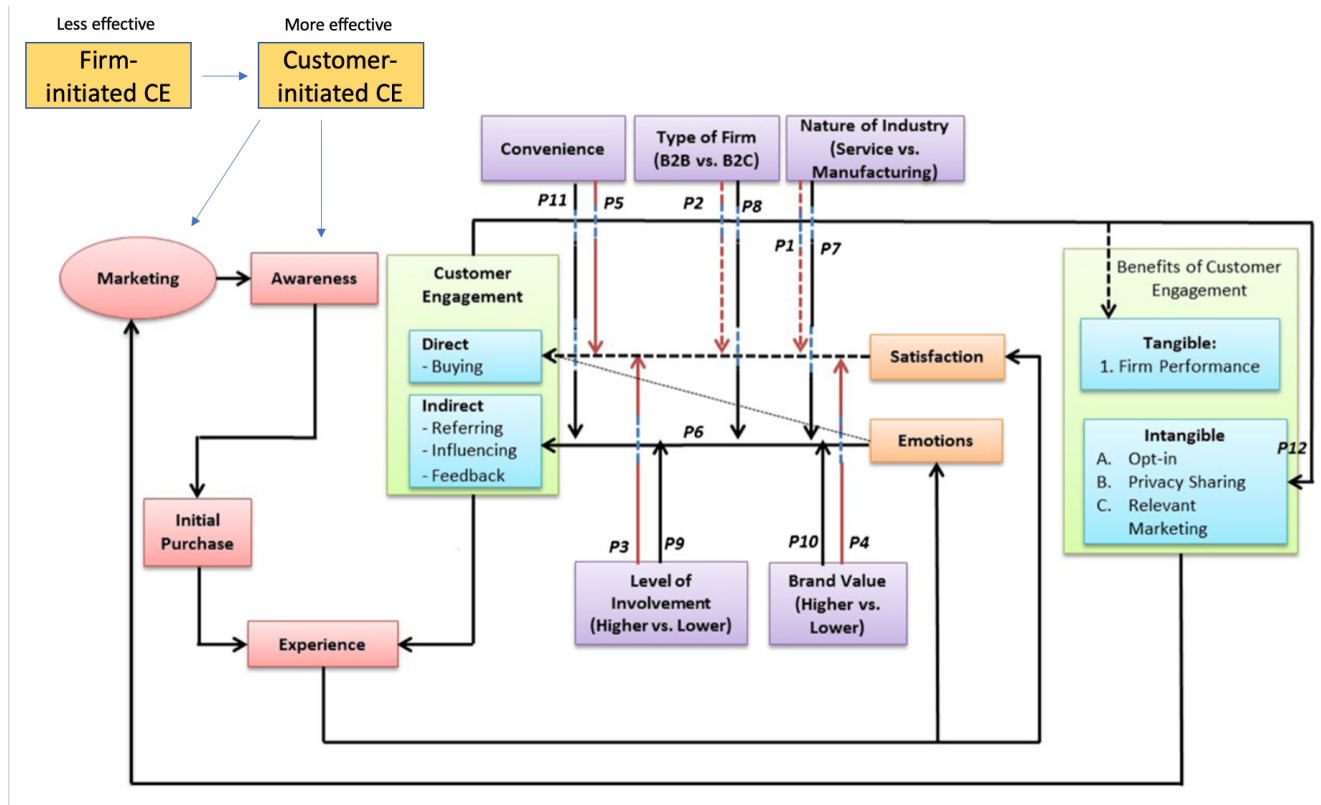 Less effective
More effective
Firm-
initiated CE
Customer-
initiated CE
Convenience
Type of Firm
(B2B vs. B2C)
Nature of Industry
(Service vs.
Manufacturing)
P11
P5
P2
P8
P1
P7
Marketing
Awareness
Customer
Engagement
Direct
- Buying
Indirect
- Referring
- Influencing
- Feedback
Satisfaction
Emotions
P6
Benefits of Customer
Engagement
Tangible:
1. Firm Performance
Intangible
A. Opt-in
B. Privacy Sharing
C. Relevant
Marketing
P12
Initial
Purchase
Experience
P3
P9
P10
P4
Level of
Involvement
(Higher vs. Lower)
Brand Value
(Higher vs.
Lower)